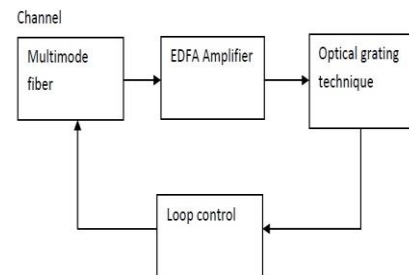 Channel
Multimode
fiber
EDFA Amplifier
Optical grating
technique
Loop control